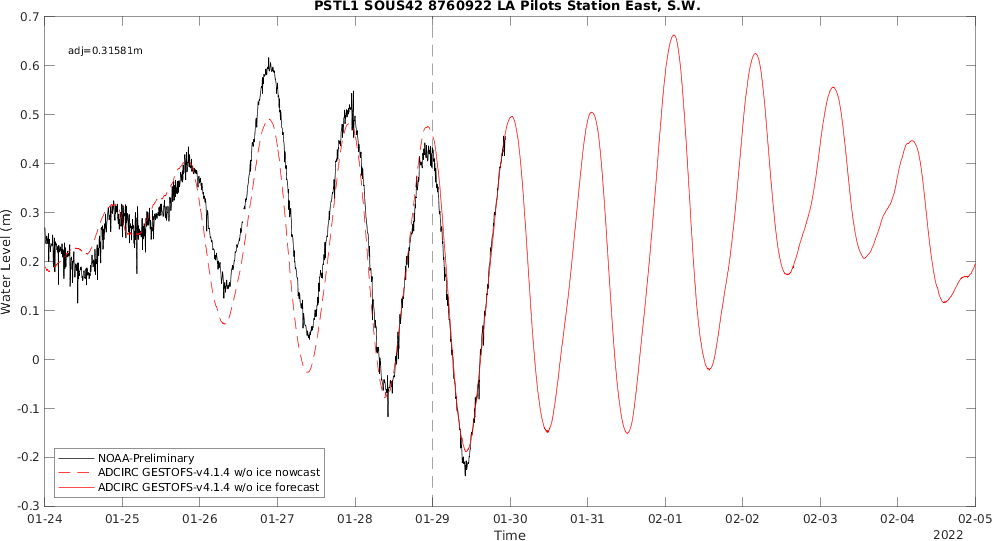 PSTL1 SOUS42 8760922 LA Pilots Station East, S.W.
adj=0.31581m
0.7
0.6
0.5
0.4
0.3
0.2
0.1
0
-0.1
-0.2
-0.3
Water Level (m)
NOAA-Preliminary
ADCIRC GESTOFS-v4.1.4 w/o ice nowcast
ADCIRC GESTOFS-v4.1.4 w/o ice forecast
01-24 01-25 01-26 01-27 01-28 01-29 01-30 01-31 02-01 02-02 02-03 02-04 02-05
Time
2022